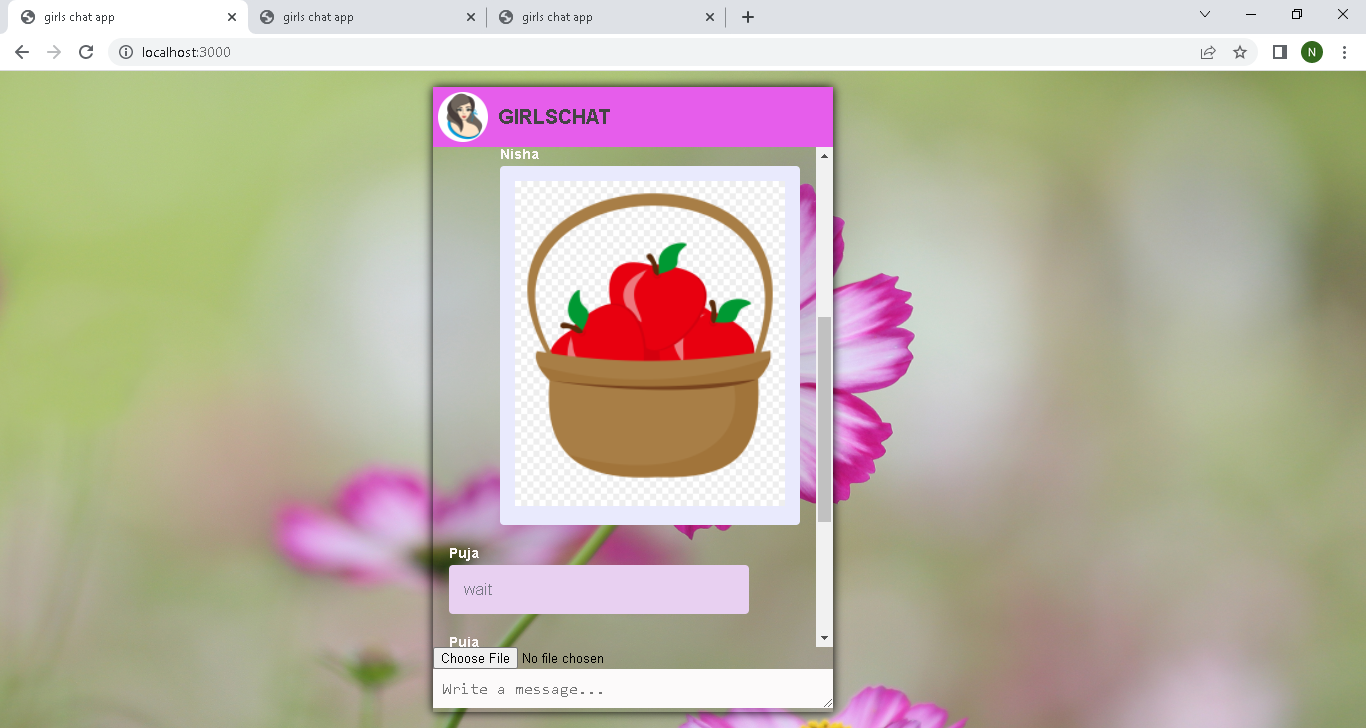 girls chat app
girls chat app
girls chat app
localhost:3000
N
GIRLSCHAT
Nisha
Puja
wait
Puja
Choose File No file chosen
Write a message...